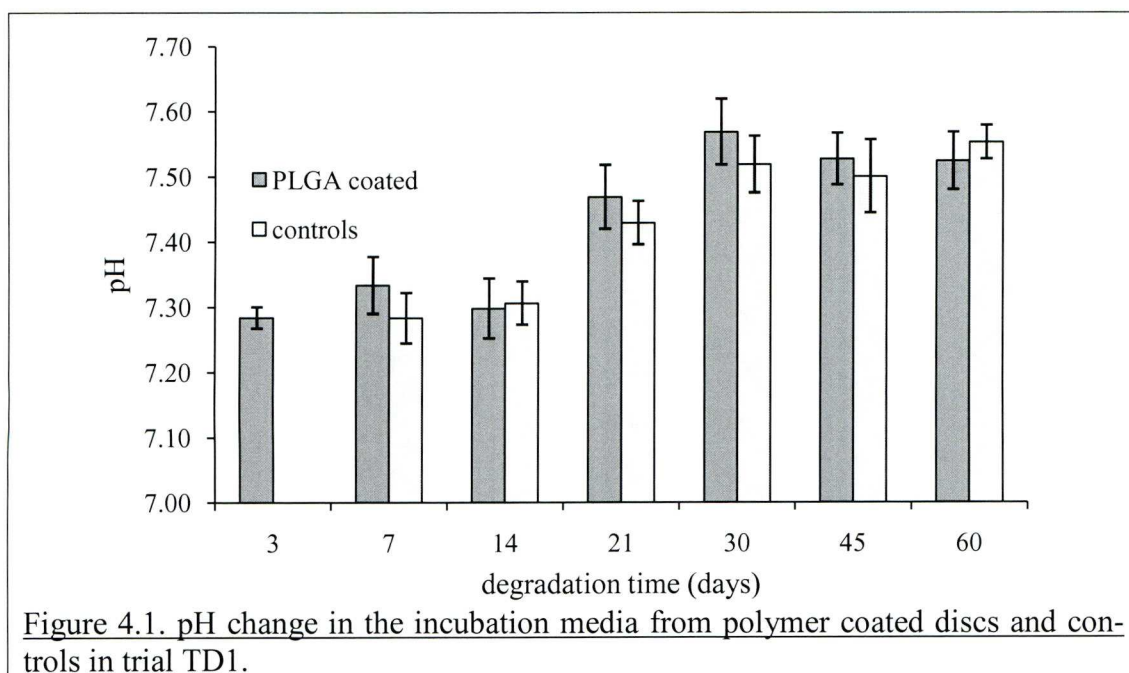 7.70
7.60
7.50
7.40
7.30
7.20
7.10
7.00
pH
PLGA coated
controls
3 7 14 21 30 45 60
degradation time (days)
Figure 4.1. pH change in the incubation media from polymer coated discs and con-
trols in trial TD1.